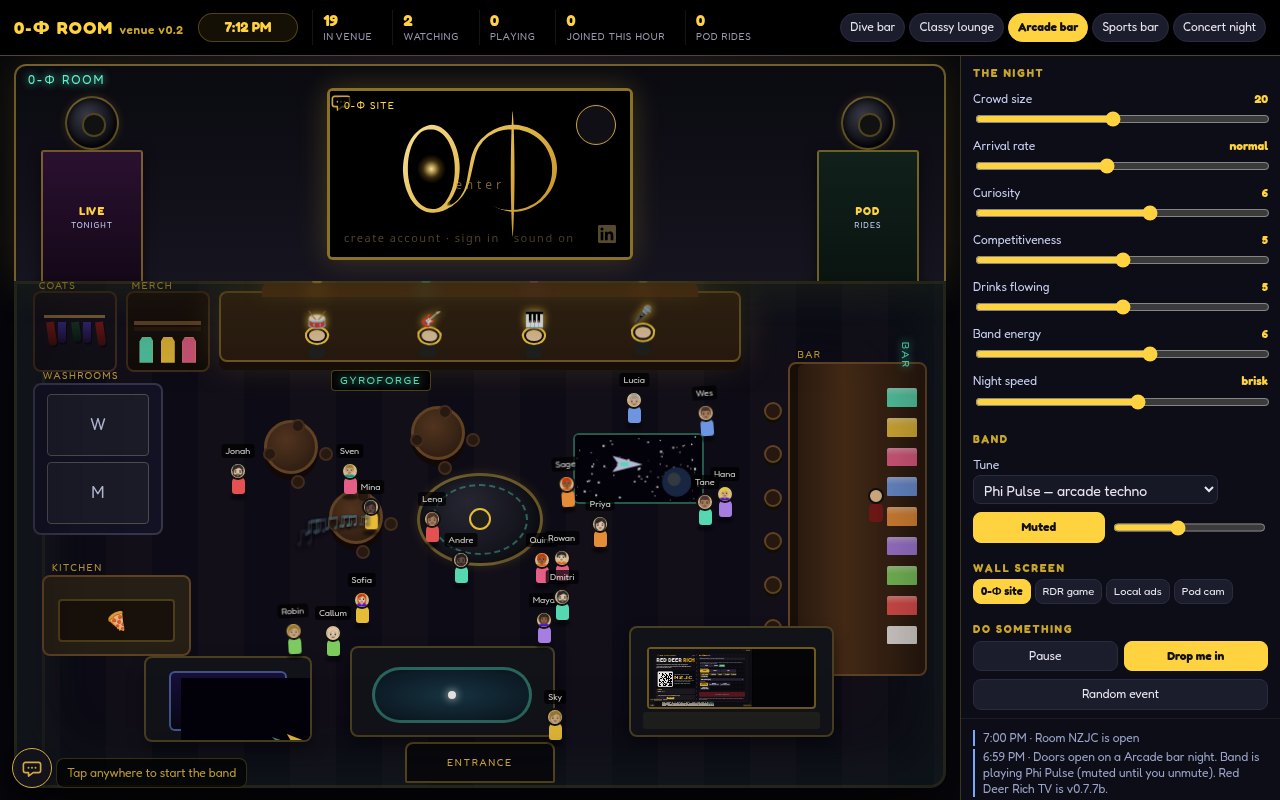 0-Φ ROOM venue v0.2
7:12 PM
19 IN VENUE
2 WATCHING
0 PLAYING
0 JOINED THIS HOUR
0 POD RIDES
Dive bar
Classy lounge
Arcade bar
Sports bar
Concert night
0-Φ ROOM
LIVE
TONIGHT
0-Φ SITE
enter
create account · sign in
sound on
in
POD
RIDES
COATS
MERCH
WASHROOMS
W
M
KITCHEN
GYROFORGE
BAR
BAR
Lucia
Wes
Jonah
Sven
Mina
Lena
Sage
Hana
Tane
Priya
Andre
Rowan
Dmitri
Sofia
Maya
Robin
Callum
Sky
RED DEER RICH
NZJC
ENTRANCE
Tap anywhere to start the band
THE NIGHT
Crowd size 20
Arrival rate normal
Curiosity 6
Competitiveness 5
Drinks flowing 5
Band energy 6
Night speed brisk
BAND
Tune
Phi Pulse — arcade techno
Muted
WALL SCREEN
0-Φ site
RDR game
Local ads
Pod cam
DO SOMETHING
Pause
Drop me in
Random event
7:00 PM · Room NZJC is open
6:59 PM · Doors open on a Arcade bar night. Band is
playing Phi Pulse (muted until you unmute). Red
Deer Rich TV is v0.7.7b.